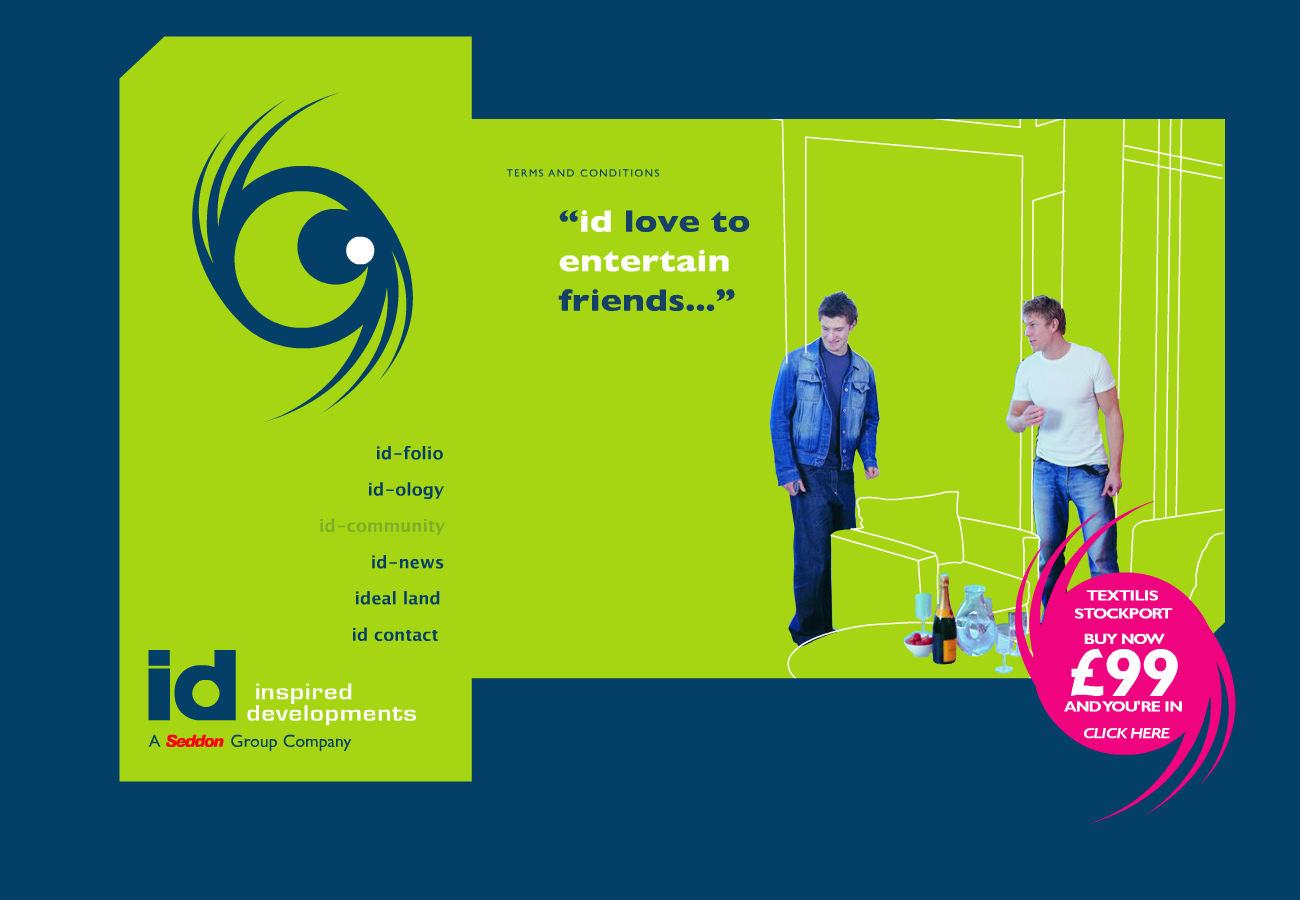 TERMS AND CONDITIONS
“id love to
entertain
friends...”
id-folio
id-ology
id-community
id-news
ideal land
id contact
id inspired
developments
A Seddon Group Company
TEXTILIS
STOCKPORT
BUY NOW
£99
AND YOU'RE IN
CLICK HERE